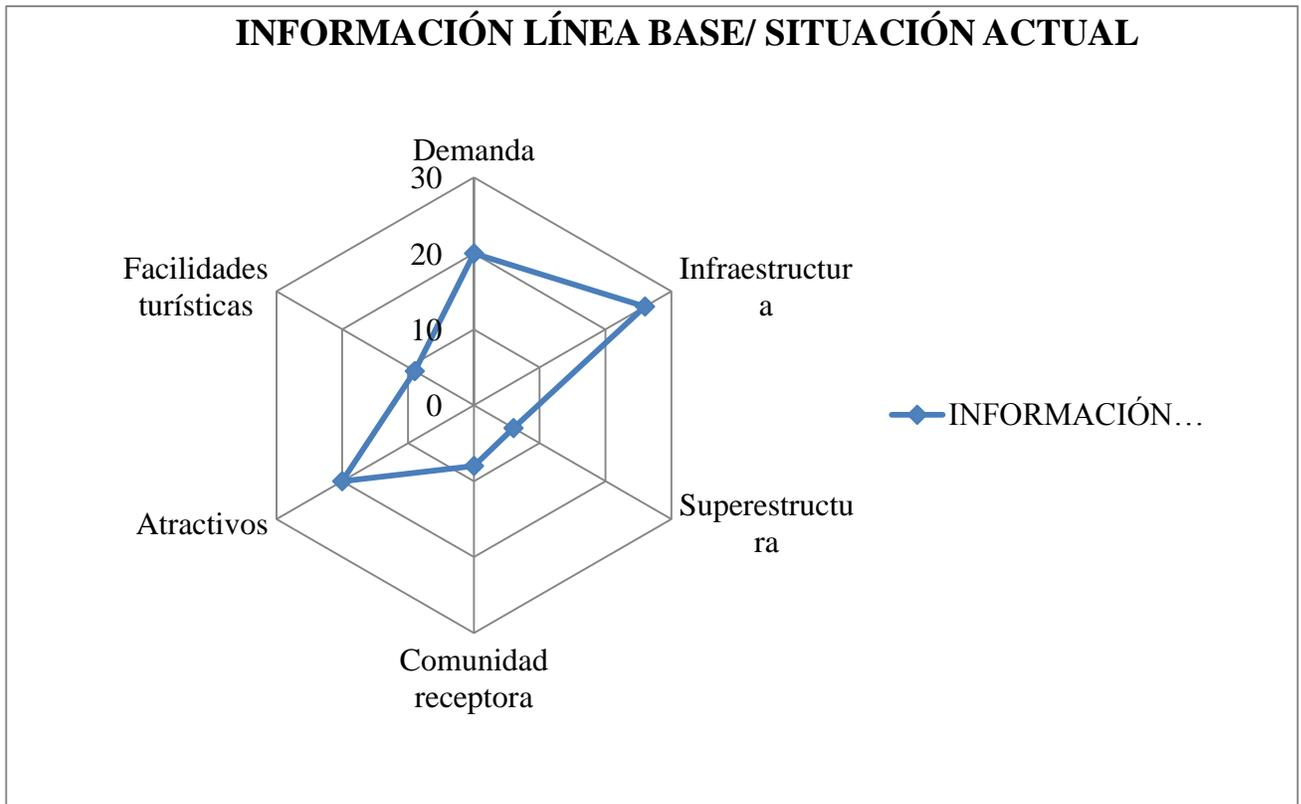 INFORMACIÓN LÍNEA BASE/ SITUACIÓN ACTUAL
Demanda
30
20
10
0
Infraestructur
a
Superestructu
ra
Comunidad
receptora
Atractivos
Facilidades
turísticas
INFORMACIÓN…